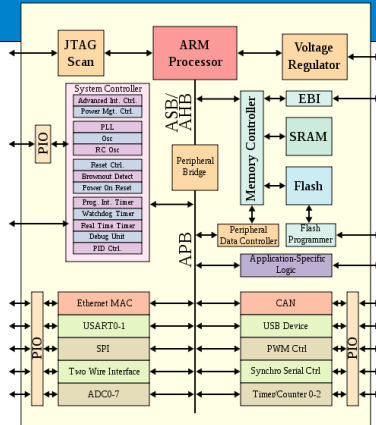 JTAG
Scan
ARM
Processor
Voltage
Regulator
System Controller
Advanced Int. Ctrl.
Power Mgt. Ctrl.
PLL
Osc
RC Osc
Reset Ctrl.
Brownout Detect
Power On Reset
Prog. Int. Timer
Watchdog Timer
Real Time Timer
Debug Unit
PID Ctrl.
PIO
ASB/
AHB
Peripheral
Bridge
APB
Memory Controller
EBI
SRAM
Flash
Peripheral
Data Controller
Flash
Programmer
Application-Specific
Logic
PIO
Ethernet MAC
USART0-1
SPI
Two Wire Interface
ADC0-7
CAN
USB Device
PWM Ctrl
Synchro Serial Ctrl
Timer/Counter 0-2
PIO